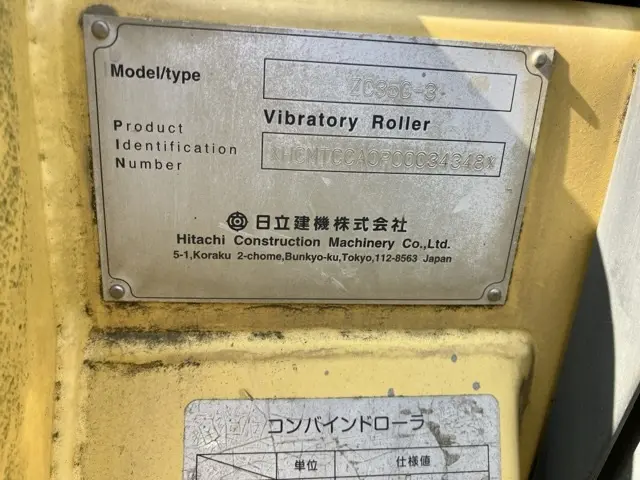 Model/type ZC35C-3
Vibratory Roller
Product
Identification
Number
P
I
N
日立建機株式会社
Hitachi Construction Machinery Co.,Ltd.
5-1,Koraku 2-chome,Bunkyo-ku,Tokyo,112-8563 Japan
コンバインドローラ
単位 仕様値